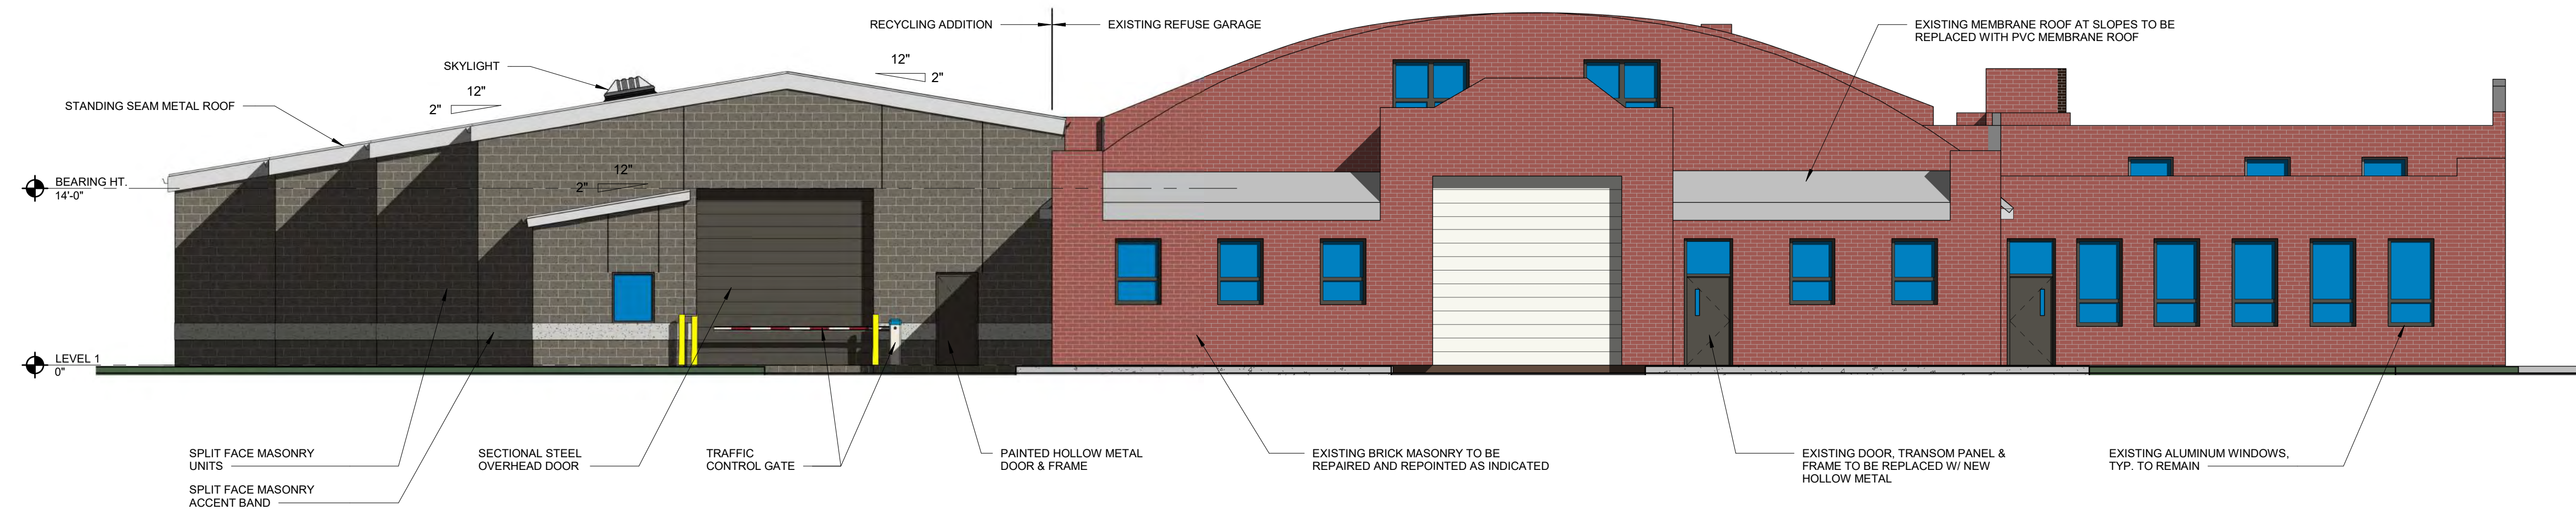 RECYCLING ADDITION
EXISTING REFUSE GARAGE
EXISTING MEMBRANE ROOF AT SLOPES TO BE
REPLACED WITH PVC MEMBRANE ROOF
SKYLIGHT
12"
2"
12"
2"
STANDING SEAM METAL ROOF
12"
2"
BEARING HT.
14'-0"
LEVEL 1
0"
SPLIT FACE MASONRY
UNITS
SPLIT FACE MASONRY
ACCENT BAND
SECTIONAL STEEL
OVERHEAD DOOR
TRAFFIC
CONTROL GATE
PAINTED HOLLOW METAL
DOOR & FRAME
EXISTING BRICK MASONRY TO BE
REPAIRED AND REPOINTED AS INDICATED
EXISTING DOOR, TRANSOM PANEL &
FRAME TO BE REPLACED W/ NEW
HOLLOW METAL
EXISTING ALUMINUM WINDOWS,
TYP. TO REMAIN